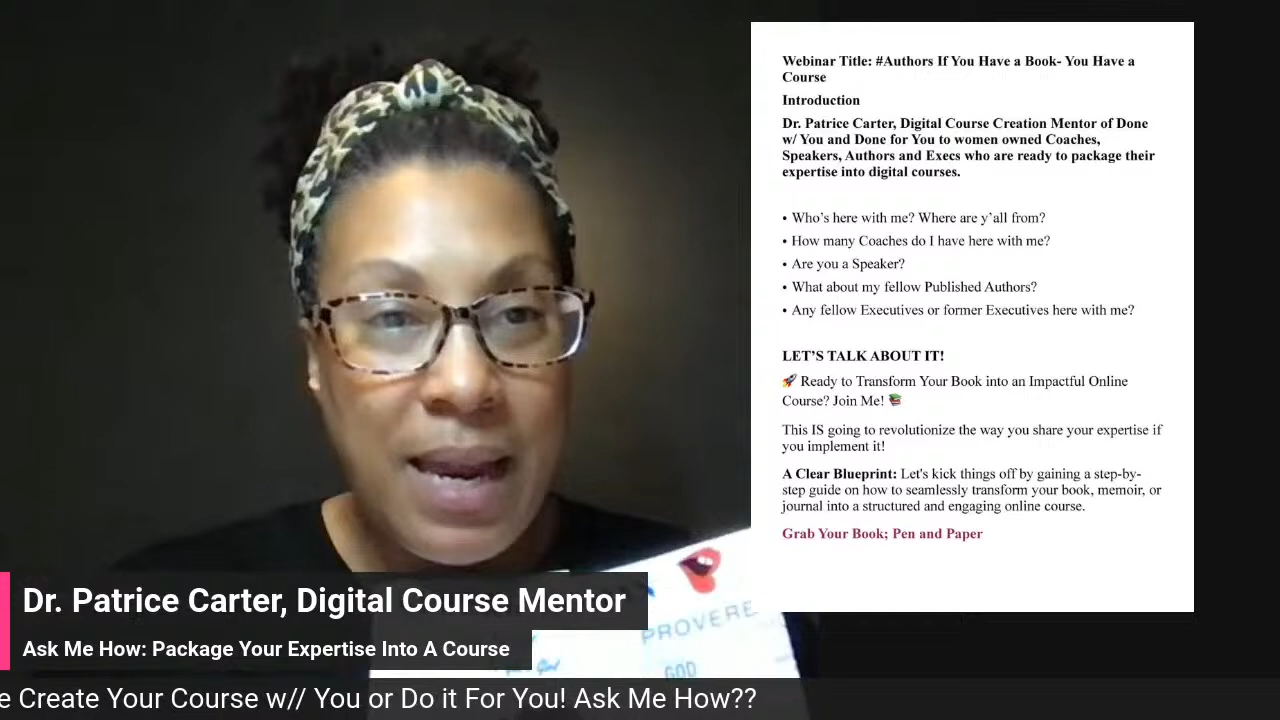 Webinar Title: #Authors If You Have a Book- You Have a
Course
Introduction
Dr. Patrice Carter, Digital Course Creation Mentor of Done
w/ You and Done for You to women owned Coaches,
Speakers, Authors and Execs who are ready to package their
expertise into digital courses.
• Who’s here with me? Where are y’all from?
• How many Coaches do I have here with me?
• Are you a Speaker?
• What about my fellow Published Authors?
• Any fellow Executives or former Executives here with me?
LET’S TALK ABOUT IT!
🚀 Ready to Transform Your Book into an Impactful Online
Course? Join Me! 📚
This IS going to revolutionize the way you share your expertise if
you implement it!
A Clear Blueprint: Let's kick things off by gaining a step-by-
step guide on how to seamlessly transform your book, memoir, or
journal into a structured and engaging online course.
Grab Your Book; Pen and Paper
PROVERE
GOD
Dr. Patrice Carter, Digital Course Mentor
Ask Me How: Package Your Expertise Into A Course
e Create Your Course w// You or Do it For You! Ask Me How??